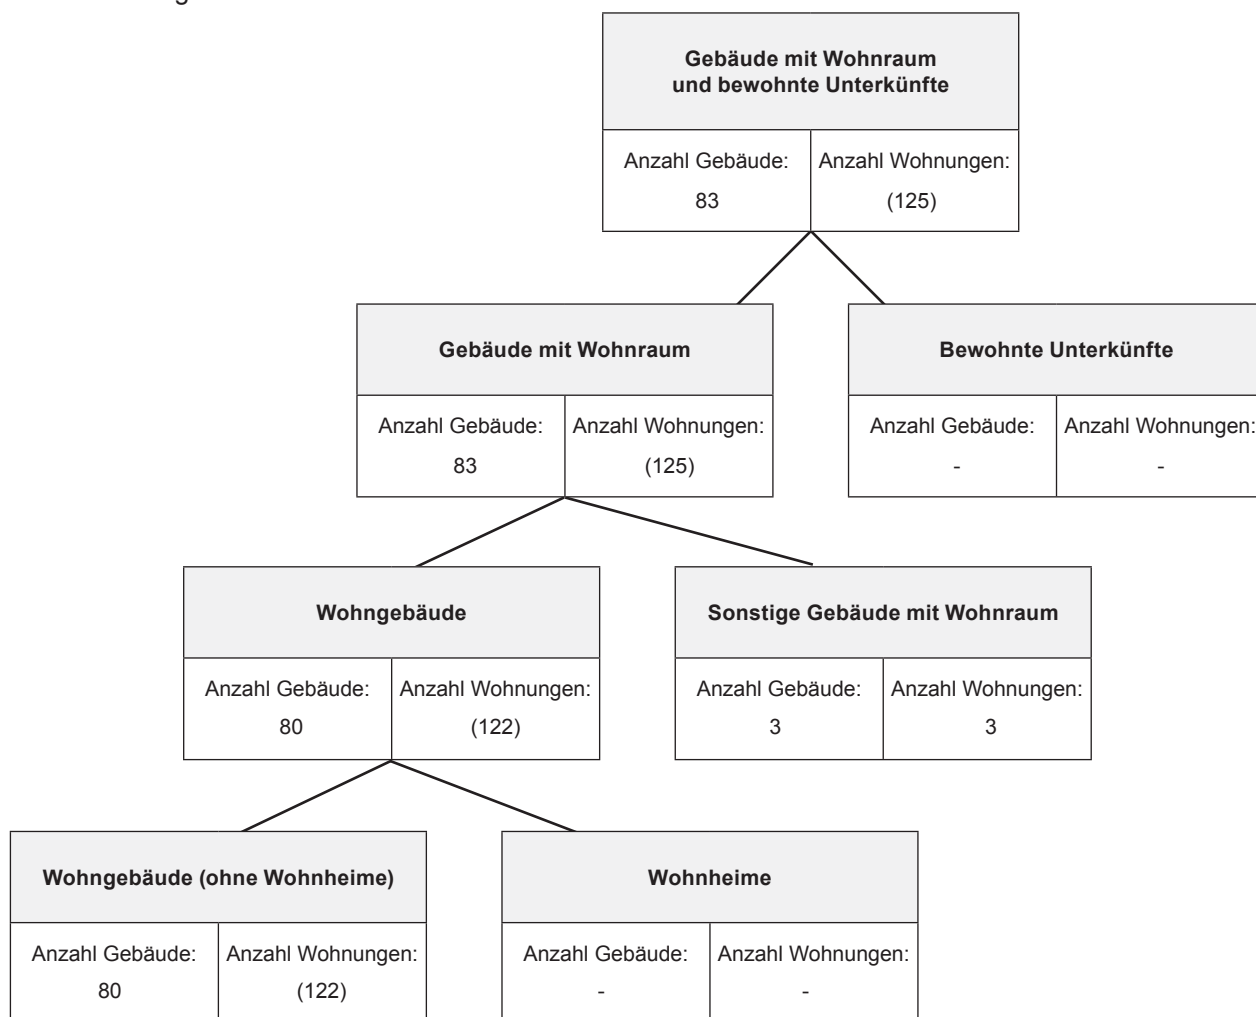 Gebäude mit Wohnraum
und bewohnte Unterkünfte
Anzahl Gebäude:
83
Anzahl Wohnungen:
(125)
Gebäude mit Wohnraum
Anzahl Gebäude:
83
Anzahl Wohnungen:
(125)
Bewohnte Unterkünfte
Anzahl Gebäude:
-
Anzahl Wohnungen:
-
Wohngebäude
Anzahl Gebäude:
80
Anzahl Wohnungen:
(122)
Sonstige Gebäude mit Wohnraum
Anzahl Gebäude:
3
Anzahl Wohnungen:
3
Wohngebäude (ohne Wohnheime)
Anzahl Gebäude:
80
Anzahl Wohnungen:
(122)
Wohnheime
Anzahl Gebäude:
-
Anzahl Wohnungen:
-